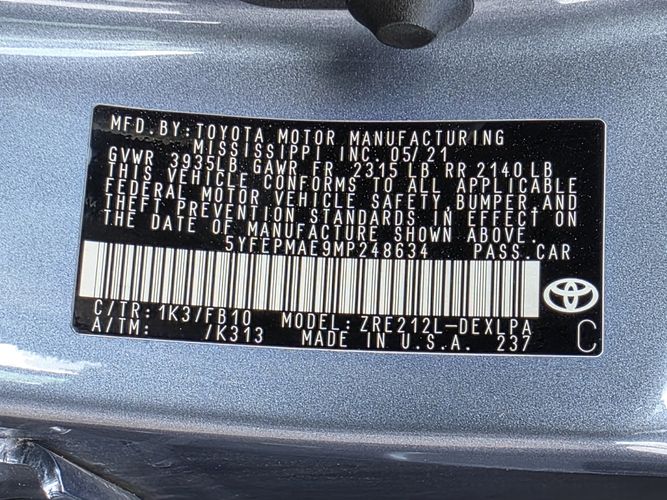 MFD.BY:TOYOTA MOTOR MANUFACTURING
MISSISSIPPI INC. 05/21
GVWR 3935LB GAWR FR 2315 LB RR 2140 LB
THIS VEHICLE CONFORMS TO ALL APPLICABLE
FEDERAL MOTOR VEHICLE SAFETY,BUMPER,AND
THEFT PREVENTION STANDARDS IN EFFECT ON
THE DATE OF MANUFACTURE SHOWN ABOVE.
5YFEPMAE9MP248634 PASS.CAR
C/TR:1K3/FB10 MODEL:ZRE212L-DEXLPA
A/TM: /K313 MADE IN U.S.A. 237 C